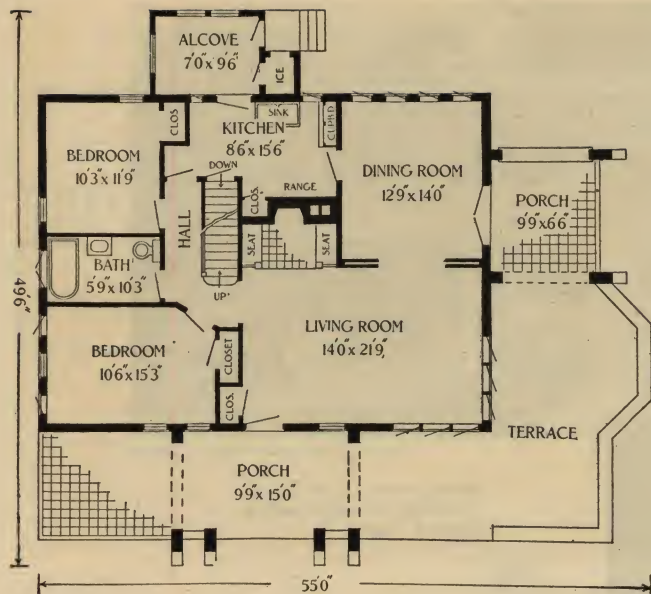 ALCOVE
7'0" x 9'6"
ICE
CLOS.
SINK
CLPB'D
KITCHEN
8'6" x 15'6"
BEDROOM
10'3" x 11'9"
DOWN
RANGE
DINING ROOM
12'9" x 14'0"
PORCH
9'9" x 6'6"
HALL
CLOS.
SEAT
SEAT
BATH
5'9" x 10'3"
UP
49'6"
LIVING ROOM
14'0" x 21'9"
BEDROOM
10'6" x 15'3"
CLOSET
CLOS.
TERRACE
PORCH
9'9" x 15'0"
55'0"